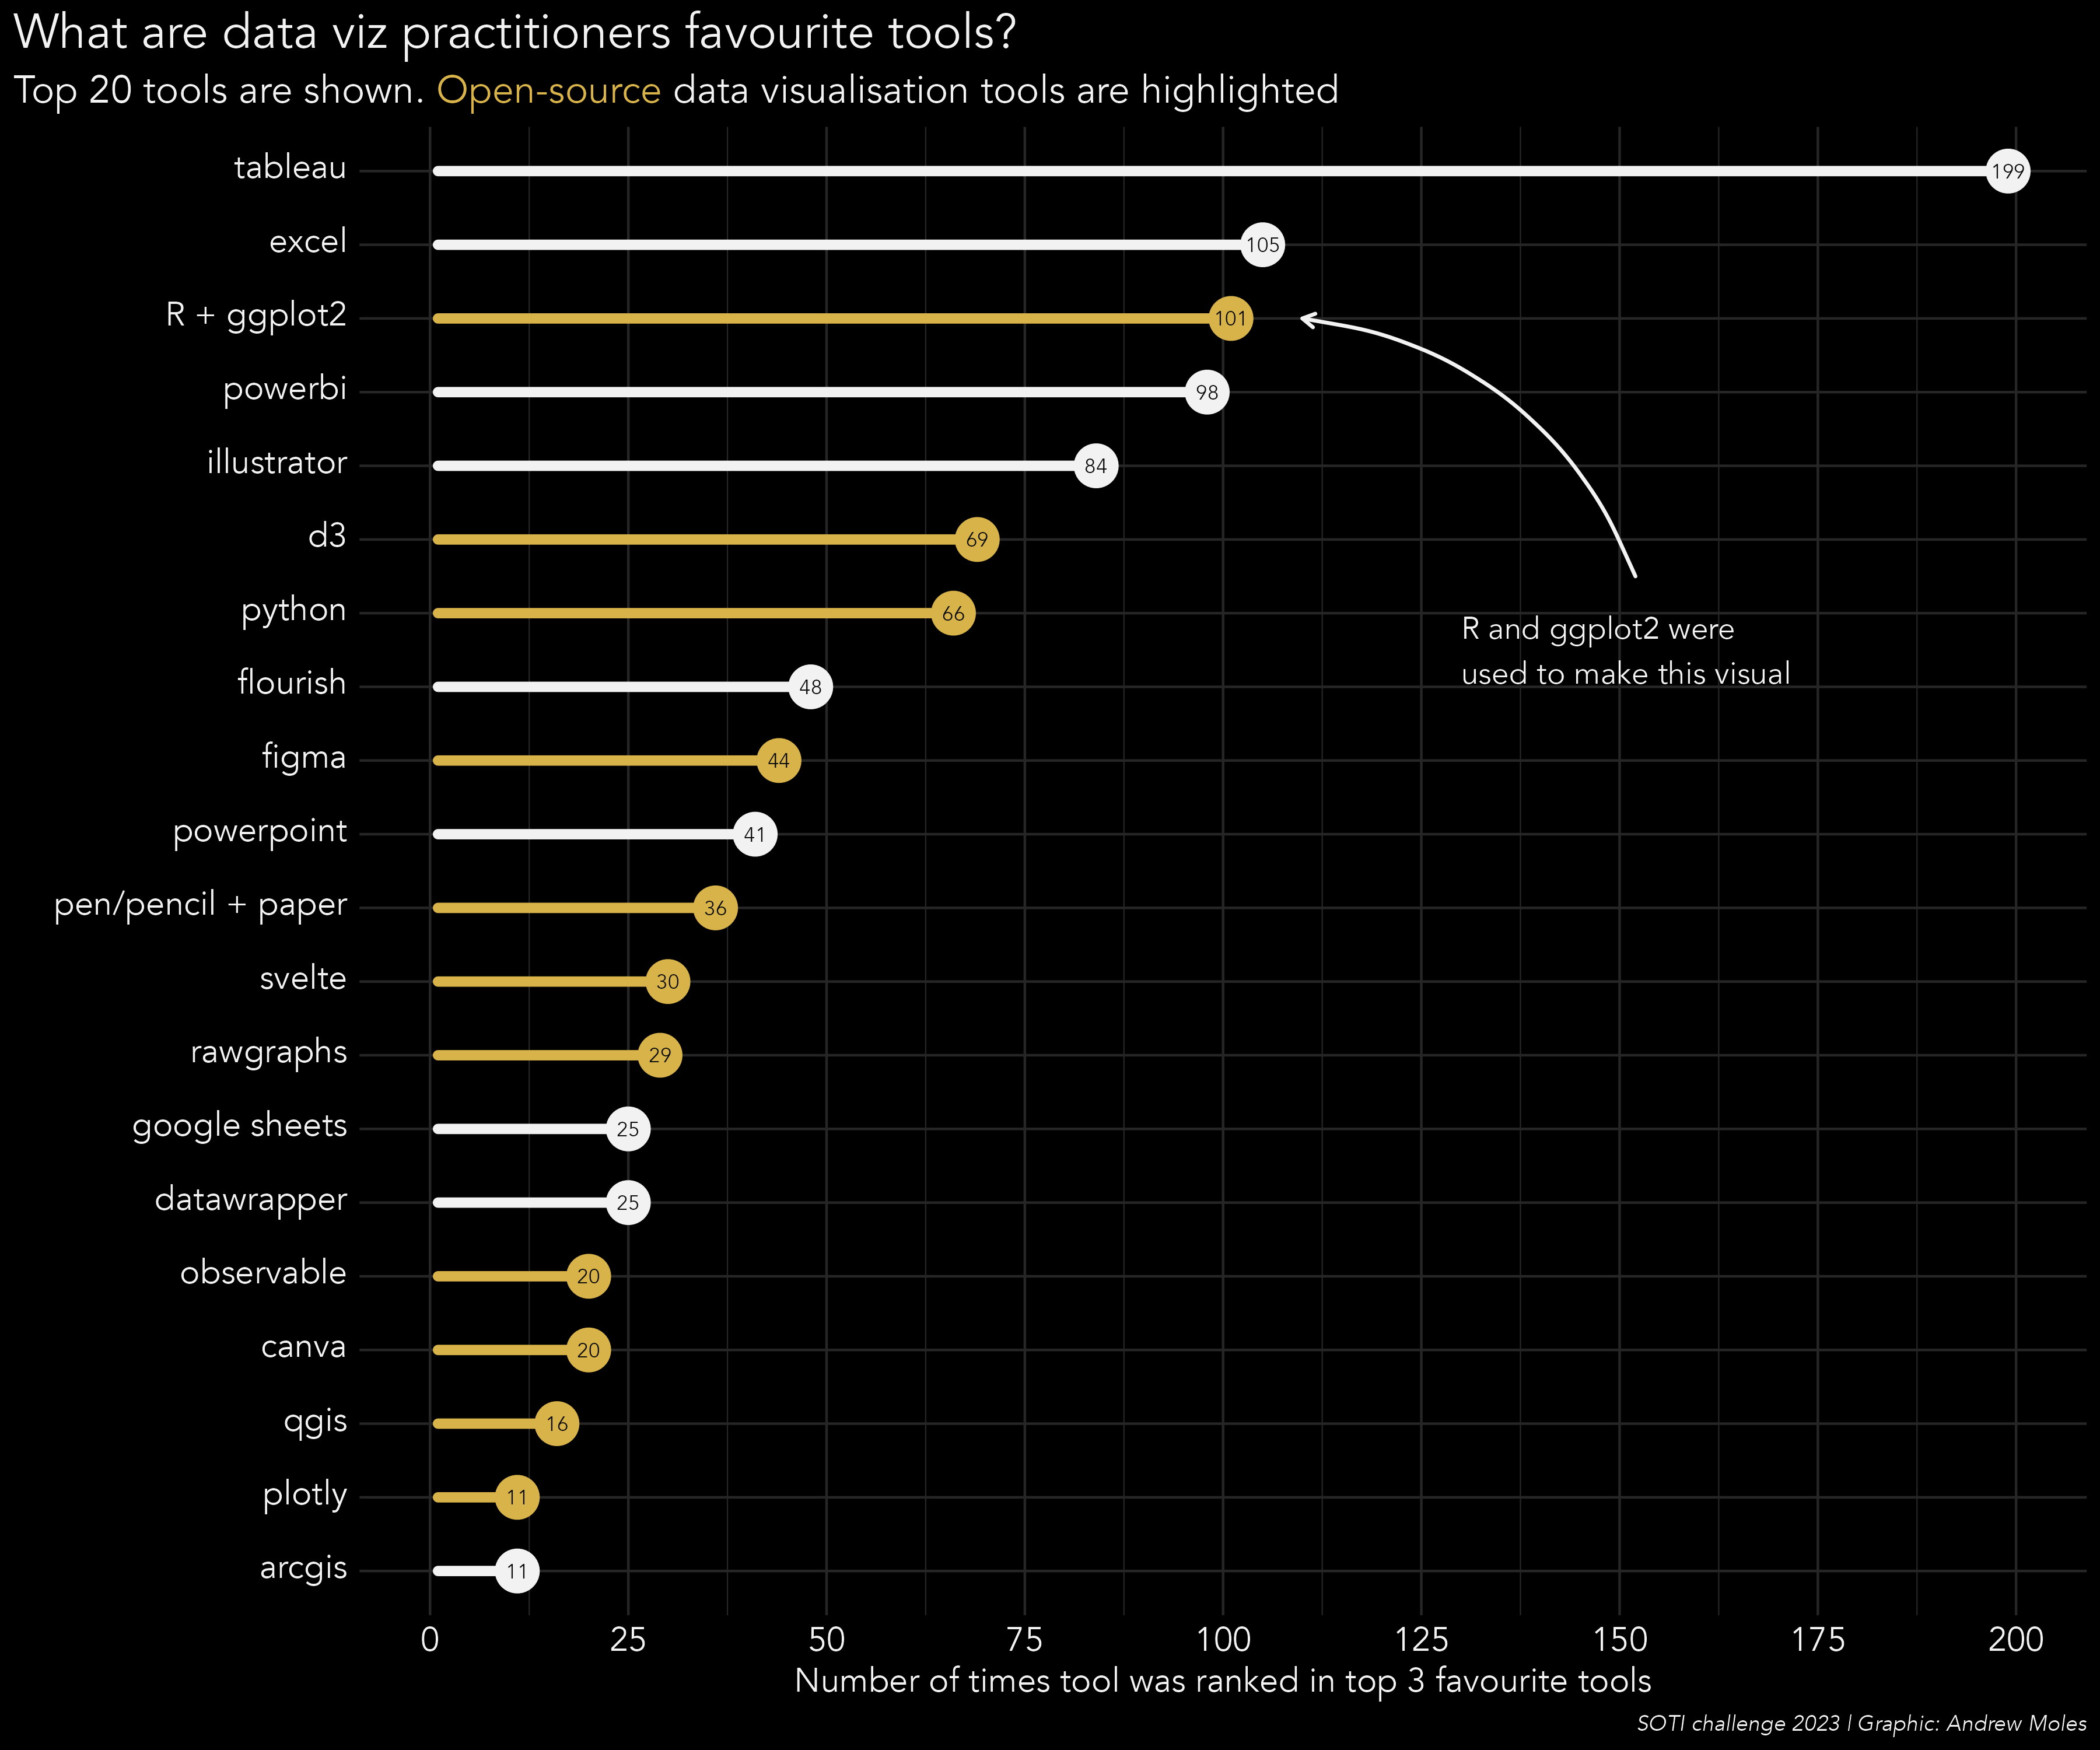 What are data viz practitioners favourite tools?
Top 20 tools are shown. Open-source data visualisation tools are highlighted
tableau 199
excel 105
R + ggplot2 101
powerbi 98
illustrator 84
d3 69
python 66
R and ggplot2 were
used to make this visual
flourish 48
figma 44
powerpoint 41
pen/pencil + paper 36
svelte 30
rawgraphs 29
google sheets 25
datawrapper 25
observable 20
canva 20
qgis 16
plotly 11
arcgis 11
0 25 50 75 100 125 150 175 200
Number of times tool was ranked in top 3 favourite tools
SOTI challenge 2023 | Graphic: Andrew Moles